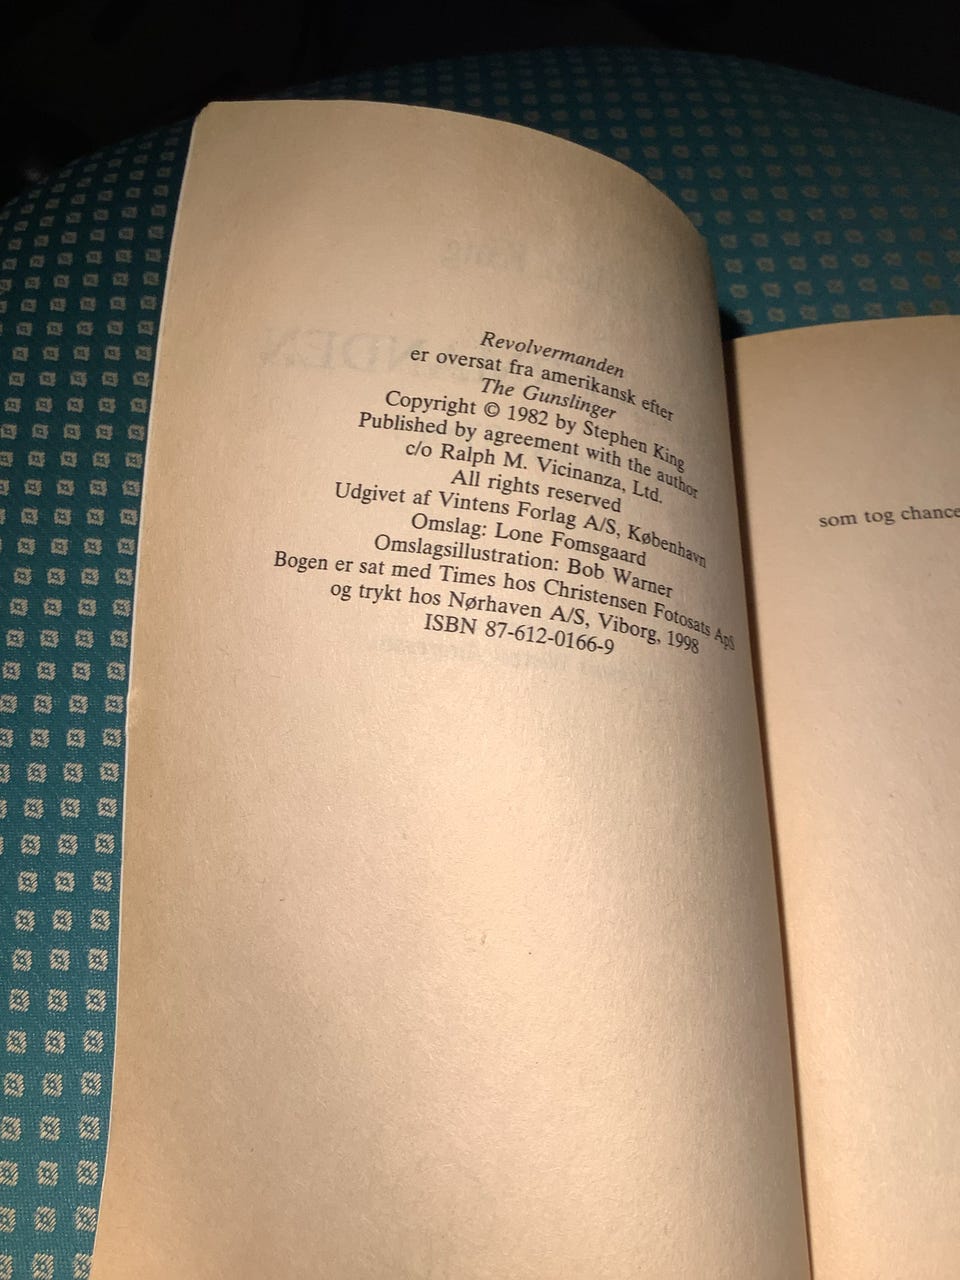 Revolvermanden
er oversat fra amerikansk efter
The Gunslinger
Copyright © 1982 by Stephen King
Published by agreement with the author
c/o Ralph M. Vicinanza, Ltd.
All rights reserved
Udgivet af Vintens Forlag A/S, København
Omslag: Lone Fomsgaard
Omslagsillustration: Bob Warner
Bogen er sat med Times hos Christensen Fotosats ApS
og trykt hos Nørhaven A/S, Viborg, 1998
ISBN 87-612-0166-9
som tog chance